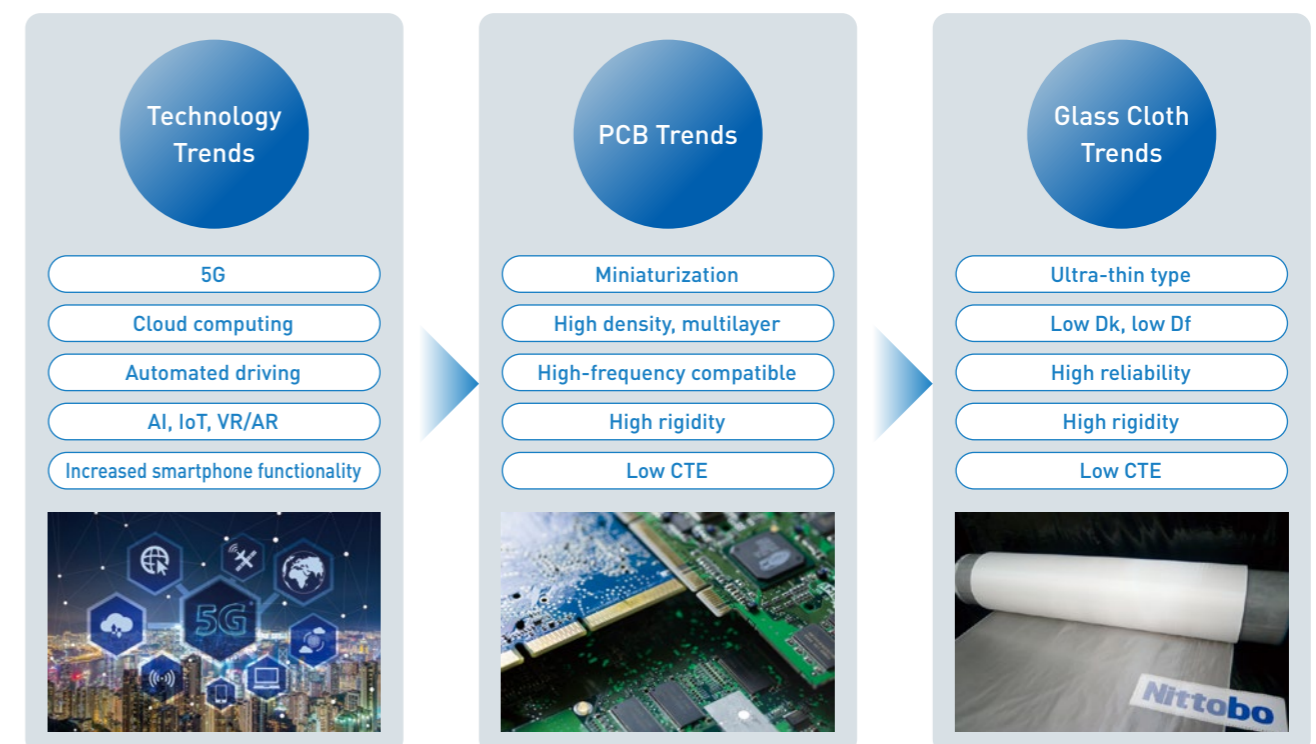 Technology
Trends
5G
Cloud computing
Automated driving
AI, IoT, VR/AR
Increased smartphone functionality
5G
PCB Trends
Miniaturization
High density, multilayer
High-frequency compatible
High rigidity
Low CTE
Glass Cloth
Trends
Ultra-thin type
Low Dk, low Df
High reliability
High rigidity
Low CTE
Nittobo